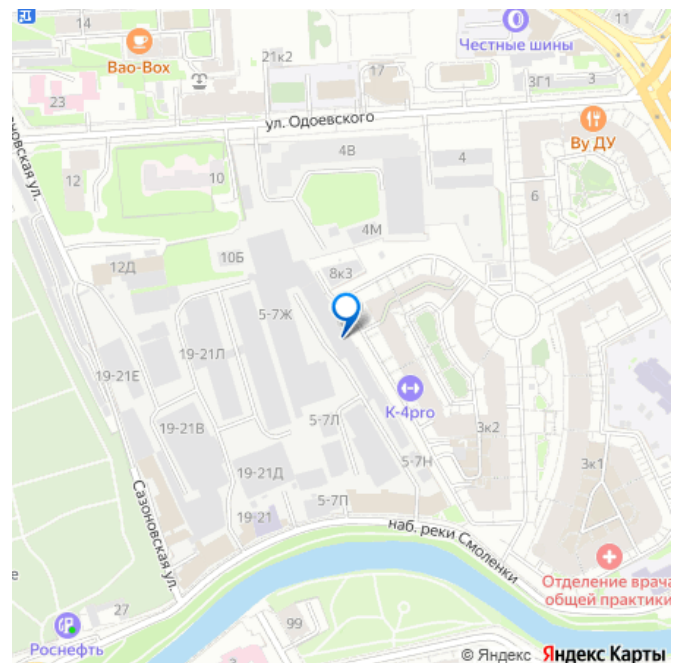 14
Bao-Box
23
21к2
17
Честные шины
11
3Г1
3
ул. Одоевского
Ву ДУ
4В
4
12
10
6
4М
10Б
12Д
8к3
5-7Ж
19-21Л
19-21Е
К-4pro
5-7Л
19-21В
3к2
5-7Н
3к1
19-21Д
5-7П
19-21
Сазоновская ул.
наб. реки Смоленки
Отделение врача
общей практики
27
99
Роснефть
© Яндекс Яндекс Карты